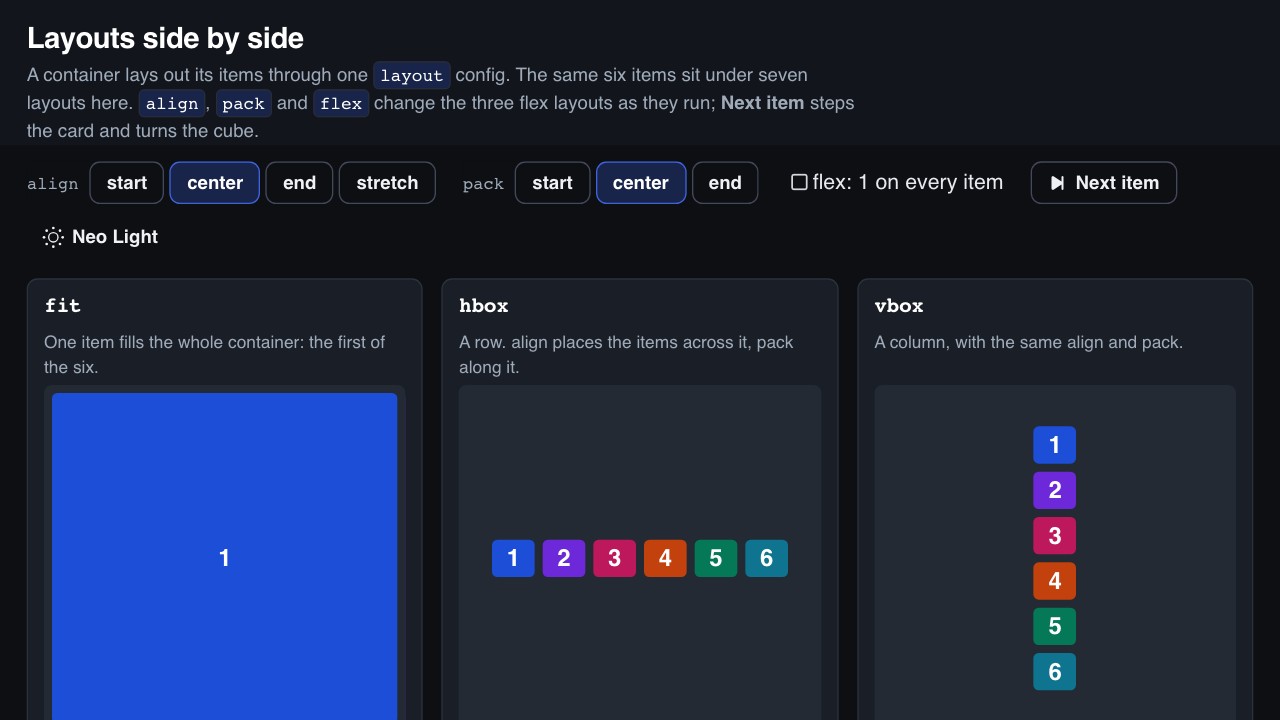 Layouts side by side
A container lays out its items through one layout config. The same six items sit under seven
layouts here. align, pack and flex change the three flex layouts as they run; Next item steps
the card and turns the cube.
align start center end stretch pack start center end flex: 1 on every item Next item
Neo Light
fit
One item fills the whole container: the first of
the six.
1
hbox
A row. align places the items across it, pack
along it.
1 2 3 4 5 6
vbox
A column, with the same align and pack.
1
2
3
4
5
6